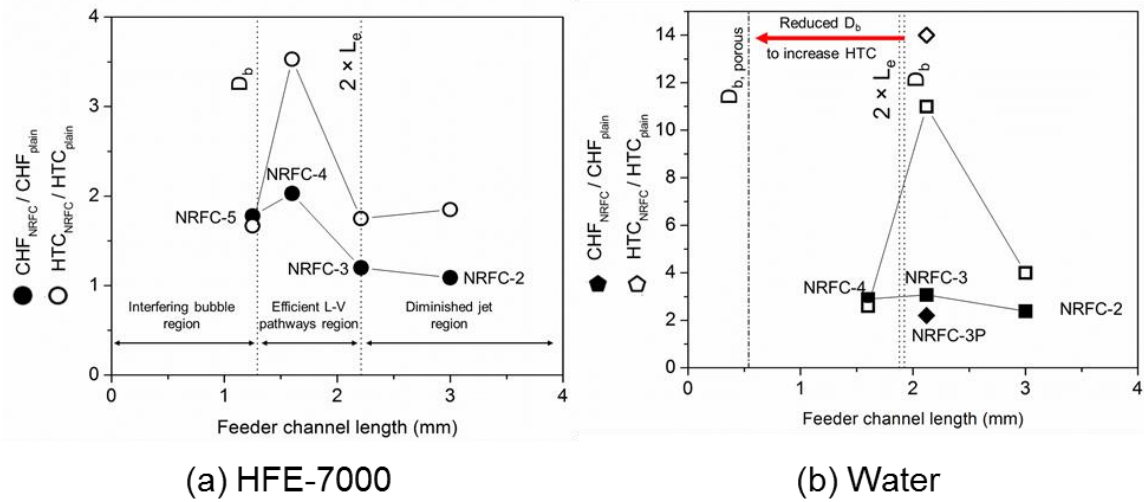 4
3
2
1
0
0
1
2
3
4
CHF_NRFC / CHF_plain
HTC_NRFC / HTC_plain
D_b
2 × L_e
NRFC-4
NRFC-5
NRFC-3
NRFC-2
Interfering bubble
region
Efficient L-V
pathways region
Diminished jet
region
Feeder channel length (mm)
(a) HFE-7000
14
12
10
8
6
4
2
0
0
1
2
3
4
CHF_NRFC / CHF_plain
HTC_NRFC / HTC_plain
Reduced D_b
to increase HTC
D_b, porous
2 × L_e
D_b
NRFC-4
NRFC-3
NRFC-2
NRFC-3P
Feeder channel length (mm)
(b) Water